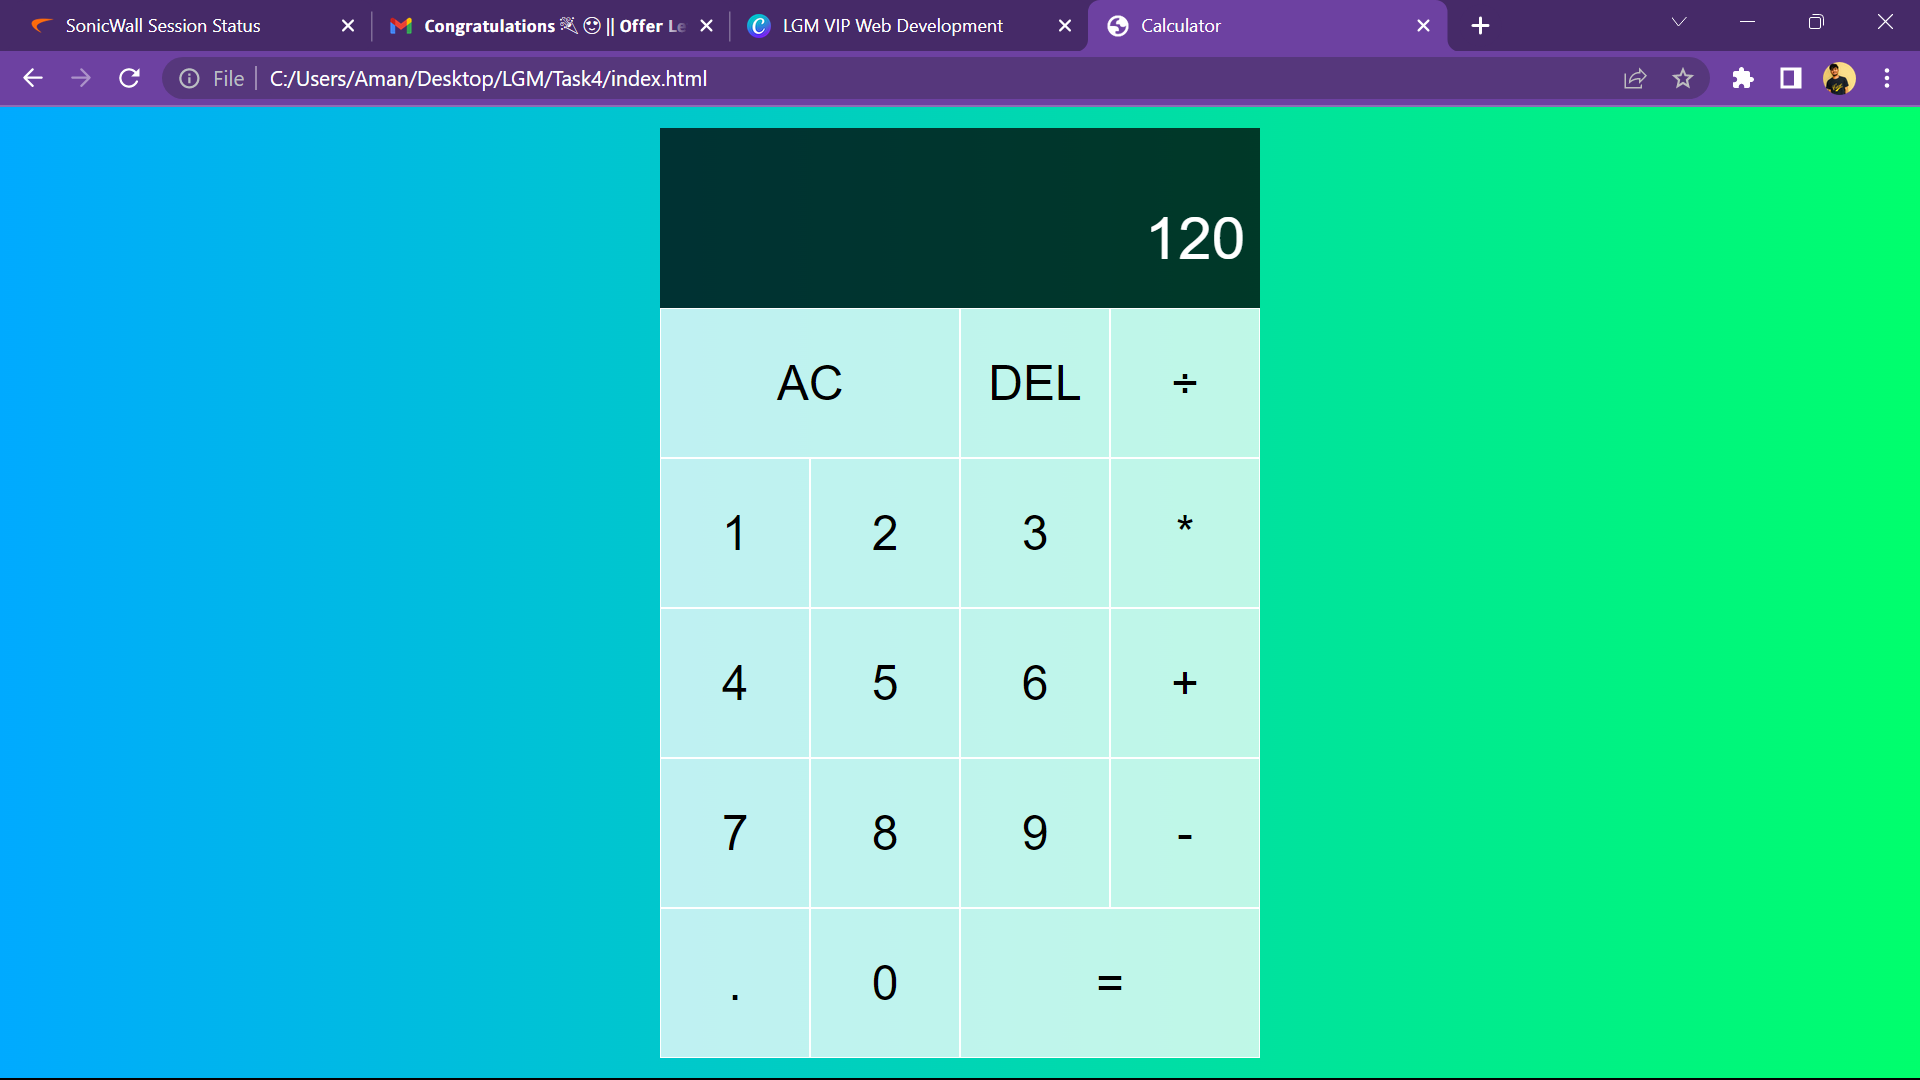 SonicWall Session Status
Congratulations 🎉😍 || Offer Le
LGM VIP Web Development
Calculator
File
C:/Users/Aman/Desktop/LGM/Task4/index.html
120
AC DEL ÷
1 2 3 *
4 5 6 +
7 8 9 -
. 0 =